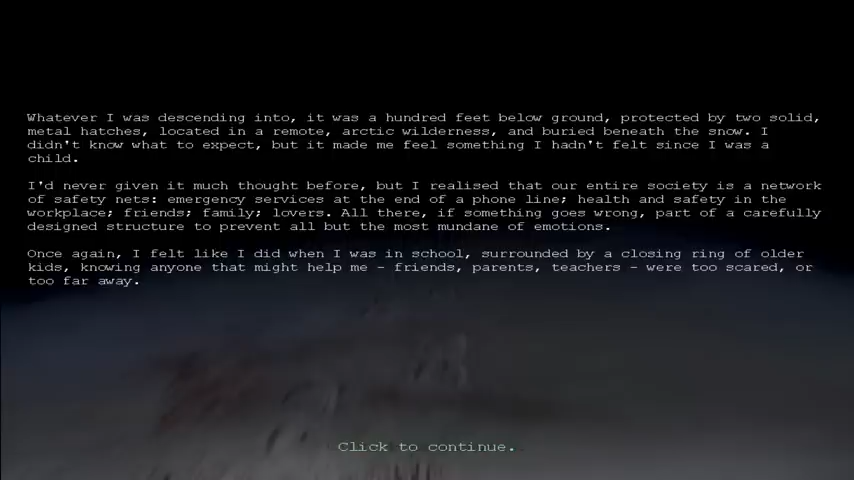 Whatever I was descending into, it was a hundred feet below ground, protected by two solid,
metal hatches, located in a remote, arctic wilderness, and buried beneath the snow. I
didn't know what to expect, but it made me feel something I hadn't felt since I was a
child.
I'd never given it much thought before, but I realised that our entire society is a network
of safety nets: emergency services at the end of a phone line; health and safety in the
workplace; friends; family; lovers. All there, if something goes wrong, part of a carefully
designed structure to prevent all but the most mundane of emotions.
Once again, I felt like I did when I was in school, surrounded by a closing ring of older
kids, knowing anyone that might help me - friends, parents, teachers - were too scared, or
too far away.
Click to continue.